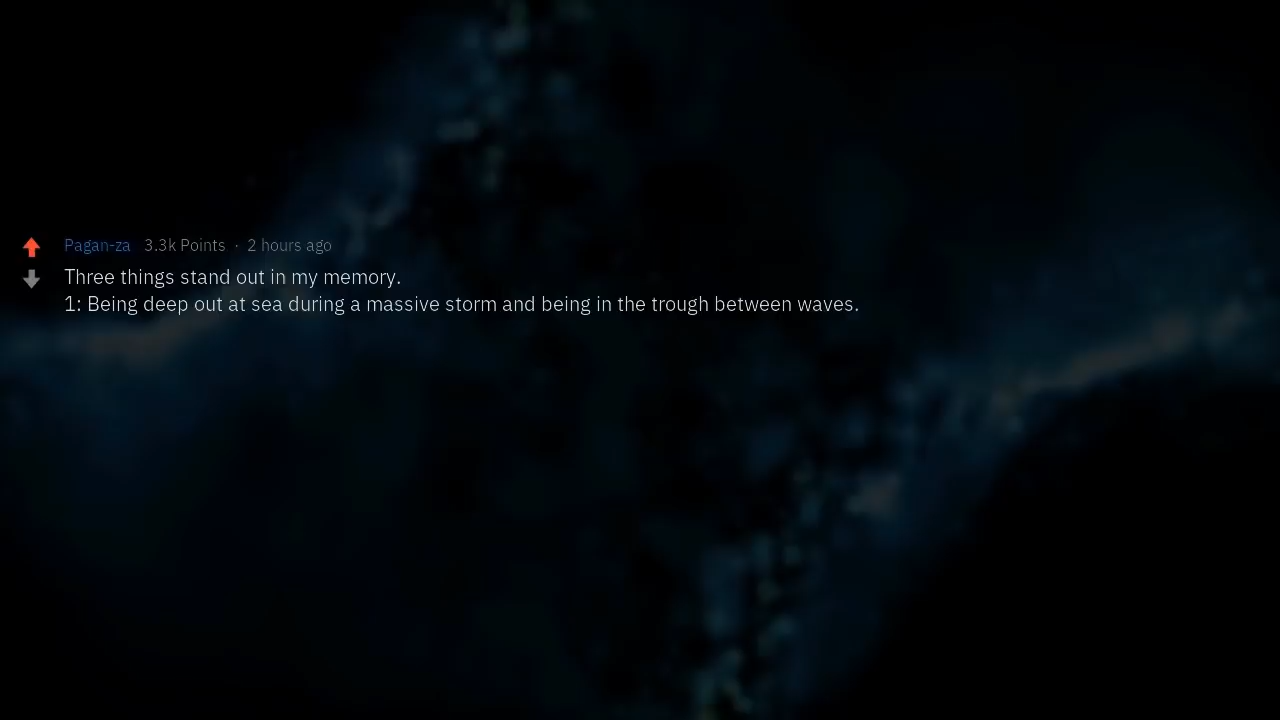 Pagan-za 3.3k Points · 2 hours ago
Three things stand out in my memory.
1: Being deep out at sea during a massive storm and being in the trough between waves.